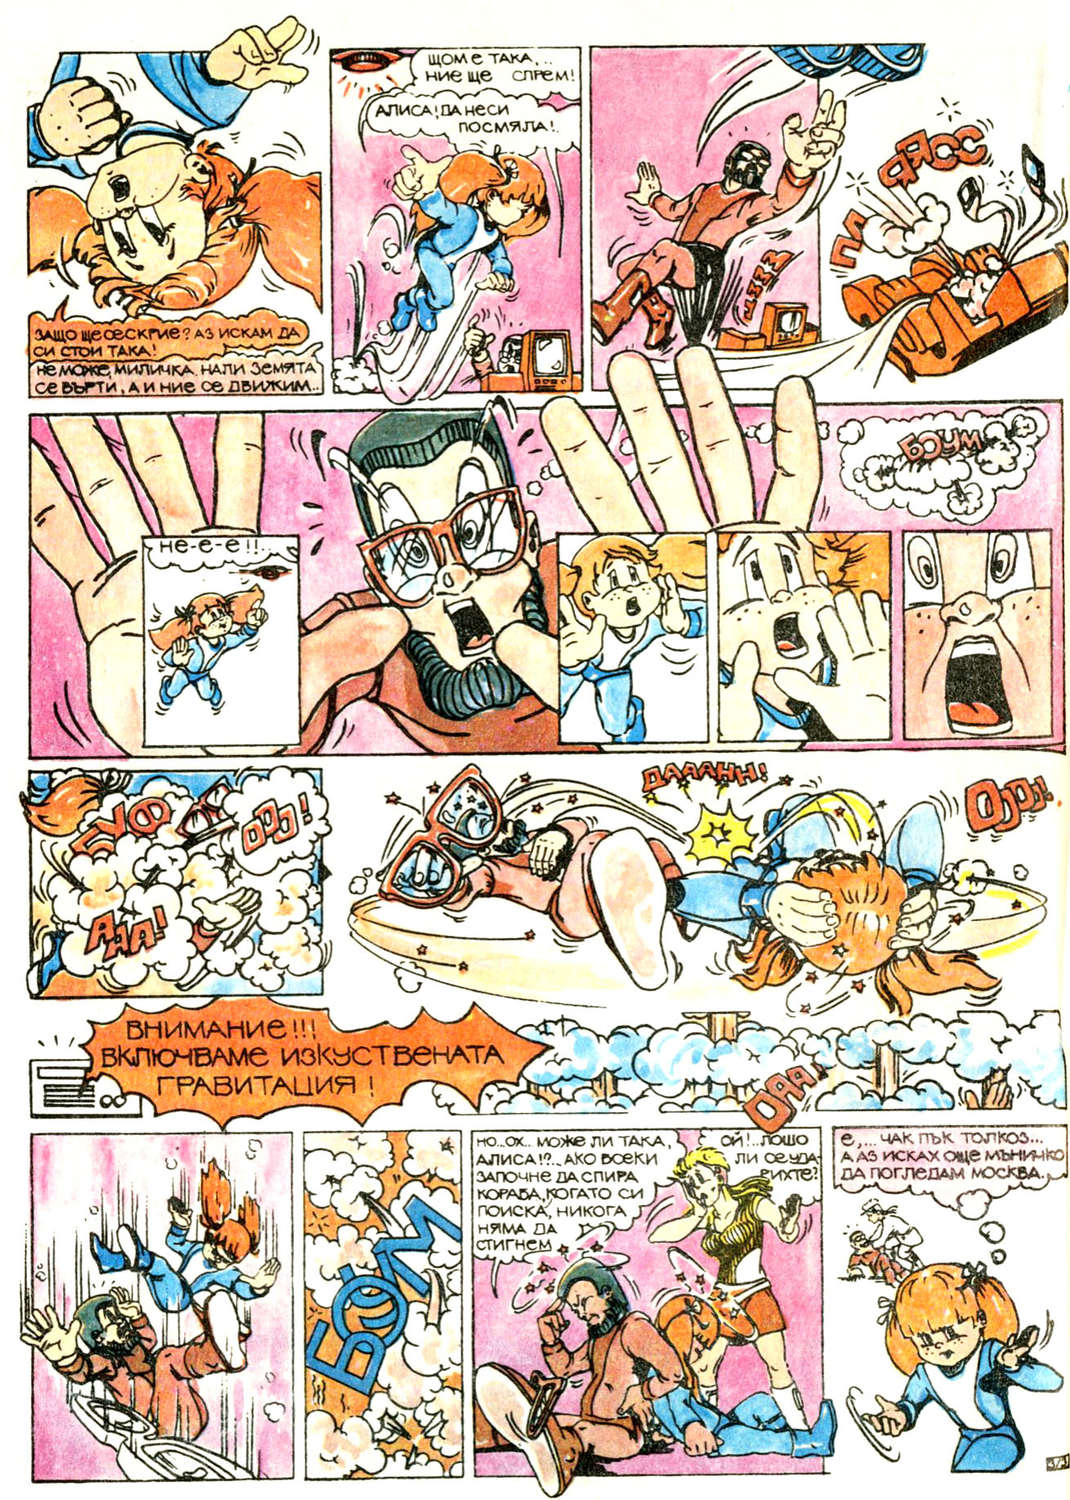 ЗАЩО ЩЕ СЕ СКРИЕ? АЗ ИСКАМ ДА
СИ СТОИ ТАКА!
НЕ МОЖЕ, МИЛИЧКА. НАЛИ ЗЕМЯТА
СЕ ВЪРТИ, А И НИЕ СЕ ДВИЖИМ..
ЩОМ Е ТАКА,..
НИЕ ЩЕ СПРЕМ!
АЛИСА! ДА НЕ СИ
ПОСМЯЛА!.
ПЛ
ЯЯССС
БОУМ
НЕ-Е-Е!!..
БУФ
ООО!
ААА!
ДАААНН!
ОЈОЈ!
ВНИМАНИЕ!!!
ВКЛЮЧВАМЕ ИЗКУСТВЕНАТА
ГРАВИТАЦИЯ!
ОАА!
БУМ
НО..ОХ.. МОЖЕ ЛИ ТАКА,
АЛИСА!?.. АКО ВСЕКИ
ЗАПОЧНЕ ДА СПИРА
КОРАБА, КОГАТО СИ
ПОИСКА, НИКОГА
НЯМА ДА
СТИГНЕМ
ОЙ!..ЛОШО
ЛИ СЕ УДА-
РИХТЕ?
Е,... ЧАК ПЪК ТОЛКОЗ...
А АЗ ИСКАХ ОЩЕ МЪНИЧКО
ДА ПОГЛЕДАМ МОСКВА..